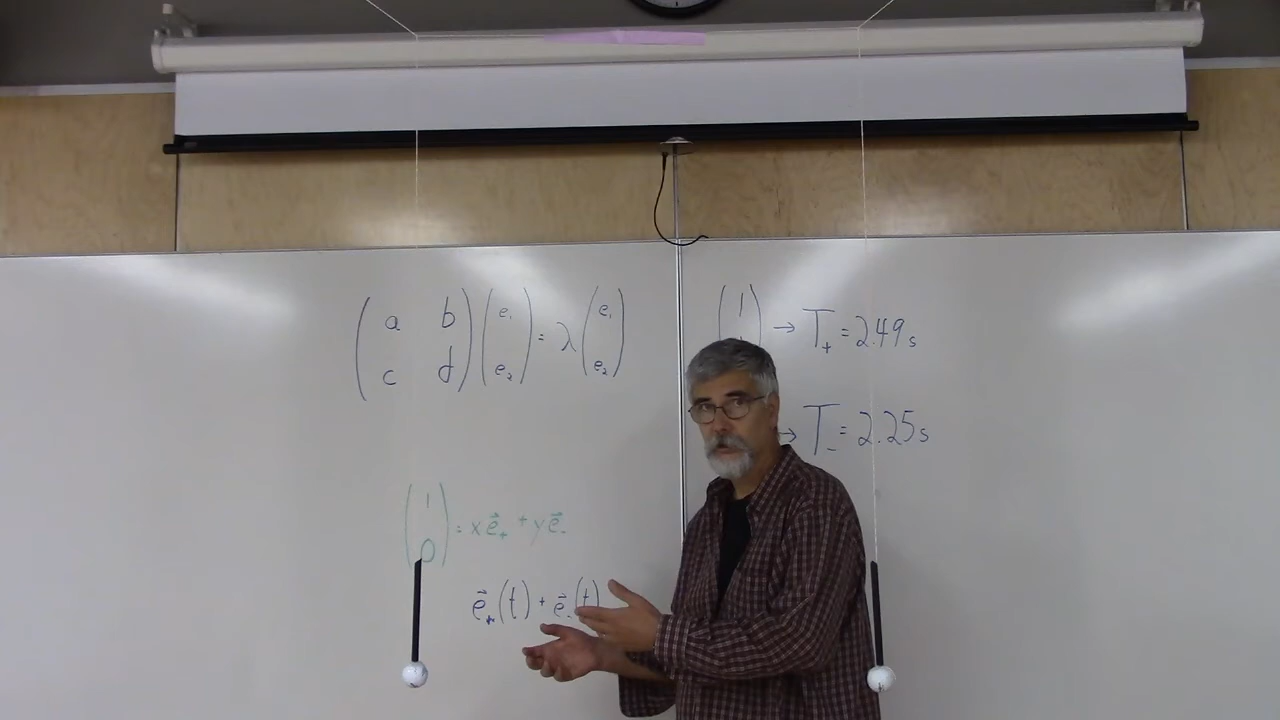 ( a b ) ( e₁ ) = λ ( e₁ )
( c d ) ( e₂ ) ( e₂ )
( 1 → T₊ = 2.49 s
→ T₋ = 2.25 s
( 1 )
( 0 ) = x e⃗₊ + y e⃗₋
e⃗₊(t) + e⃗₋(t)